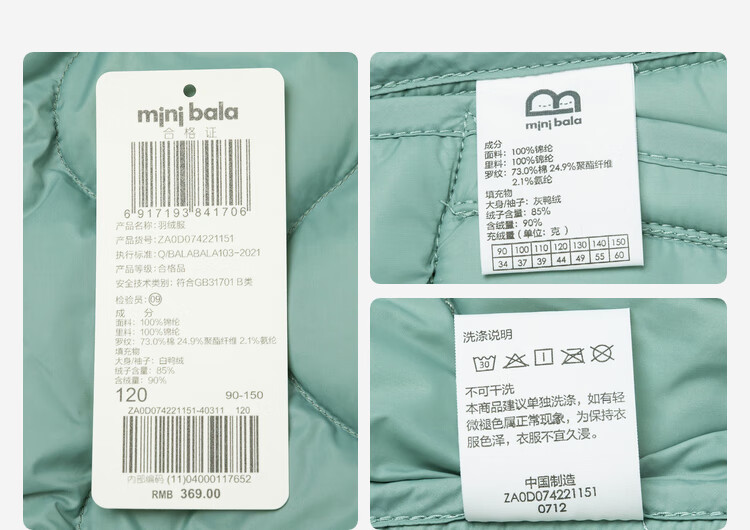 mini bala
合格证
6 917193 841706
产品名称: 羽绒服
产品货号: ZA0D074221151
执行标准: Q/BALABALA103-2021
产品等级: 合格品
安全技术类别: 符合GB31701 B类
检验员: 09
成 分
面料: 100%锦纶
里料: 100%锦纶
罗纹: 73.0%棉 24.9%聚酯纤维 2.1%氨纶
填充物
大身/袖子: 白鸭绒
绒子含量: 85%
含绒量: 90%
120 90-150
ZA0D074221151-40311 120
内部编码 (11)04000117652
RMB 369.00
mini bala
成分
面料: 100%锦纶
里料: 100%锦纶
罗纹: 73.0%棉 24.9%聚酯纤维
2.1%氨纶
填充物
大身/袖子: 灰鸭绒
绒子含量: 85%
含绒量: 90%
充绒量 (单位: 克)
90 100 110 120 130 140 150
34 37 39 44 49 55 60
洗涤说明
30
不可干洗
本商品建议单独洗涤, 如有轻
微褪色属正常现象, 为保持衣
服色泽, 衣服不宜久浸。
中国制造
ZA0D074221151
0712